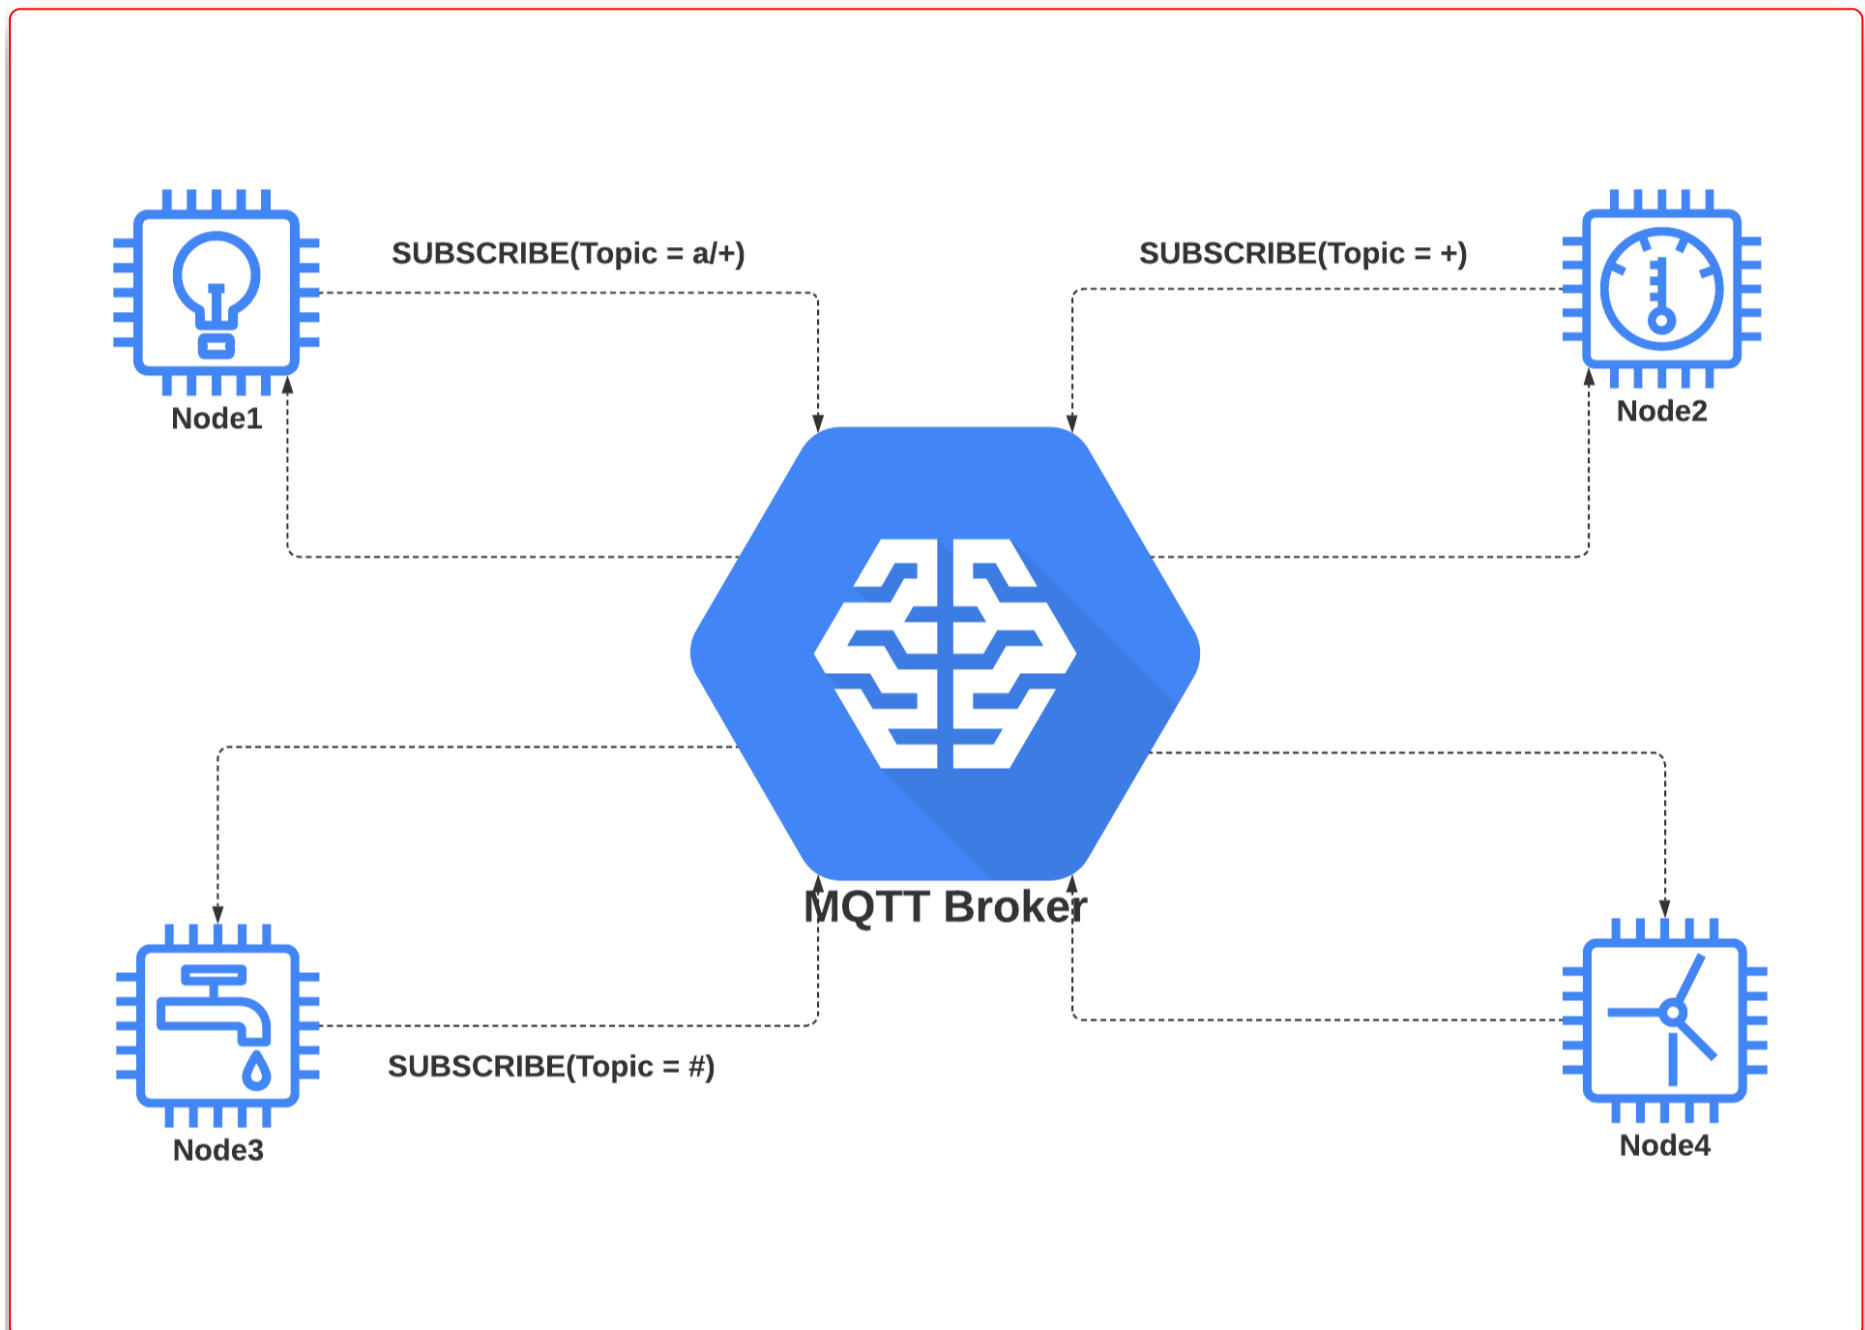 SUBSCRIBE(Topic = a/+)
SUBSCRIBE(Topic = +)
Node1
Node2
MQTT Broker
SUBSCRIBE(Topic = #)
Node3
Node4